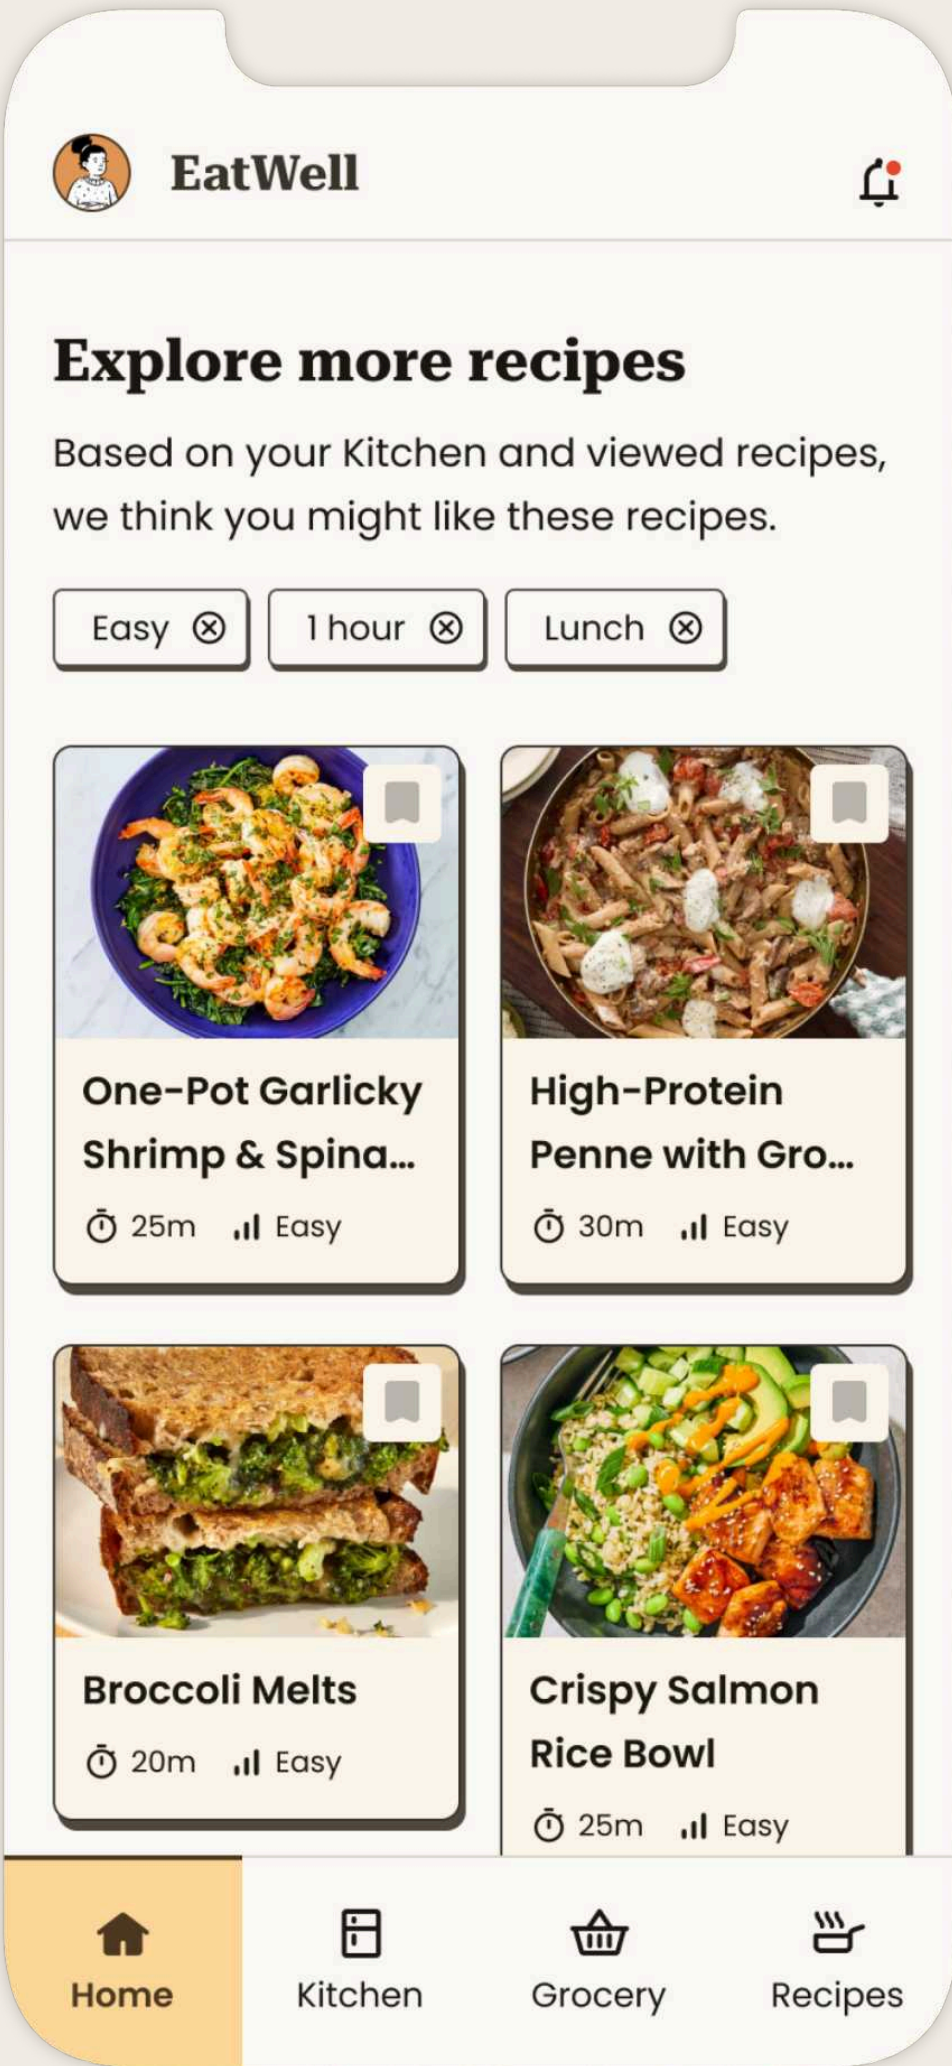 EatWell
Explore more recipes
Based on your Kitchen and viewed recipes,
we think you might like these recipes.
Easy
1 hour
Lunch
One-Pot Garlicky
Shrimp & Spina...
25m
Easy
High-Protein
Penne with Gro...
30m
Easy
Broccoli Melts
20m
Easy
Crispy Salmon
Rice Bowl
25m
Easy
Home
Kitchen
Grocery
Recipes